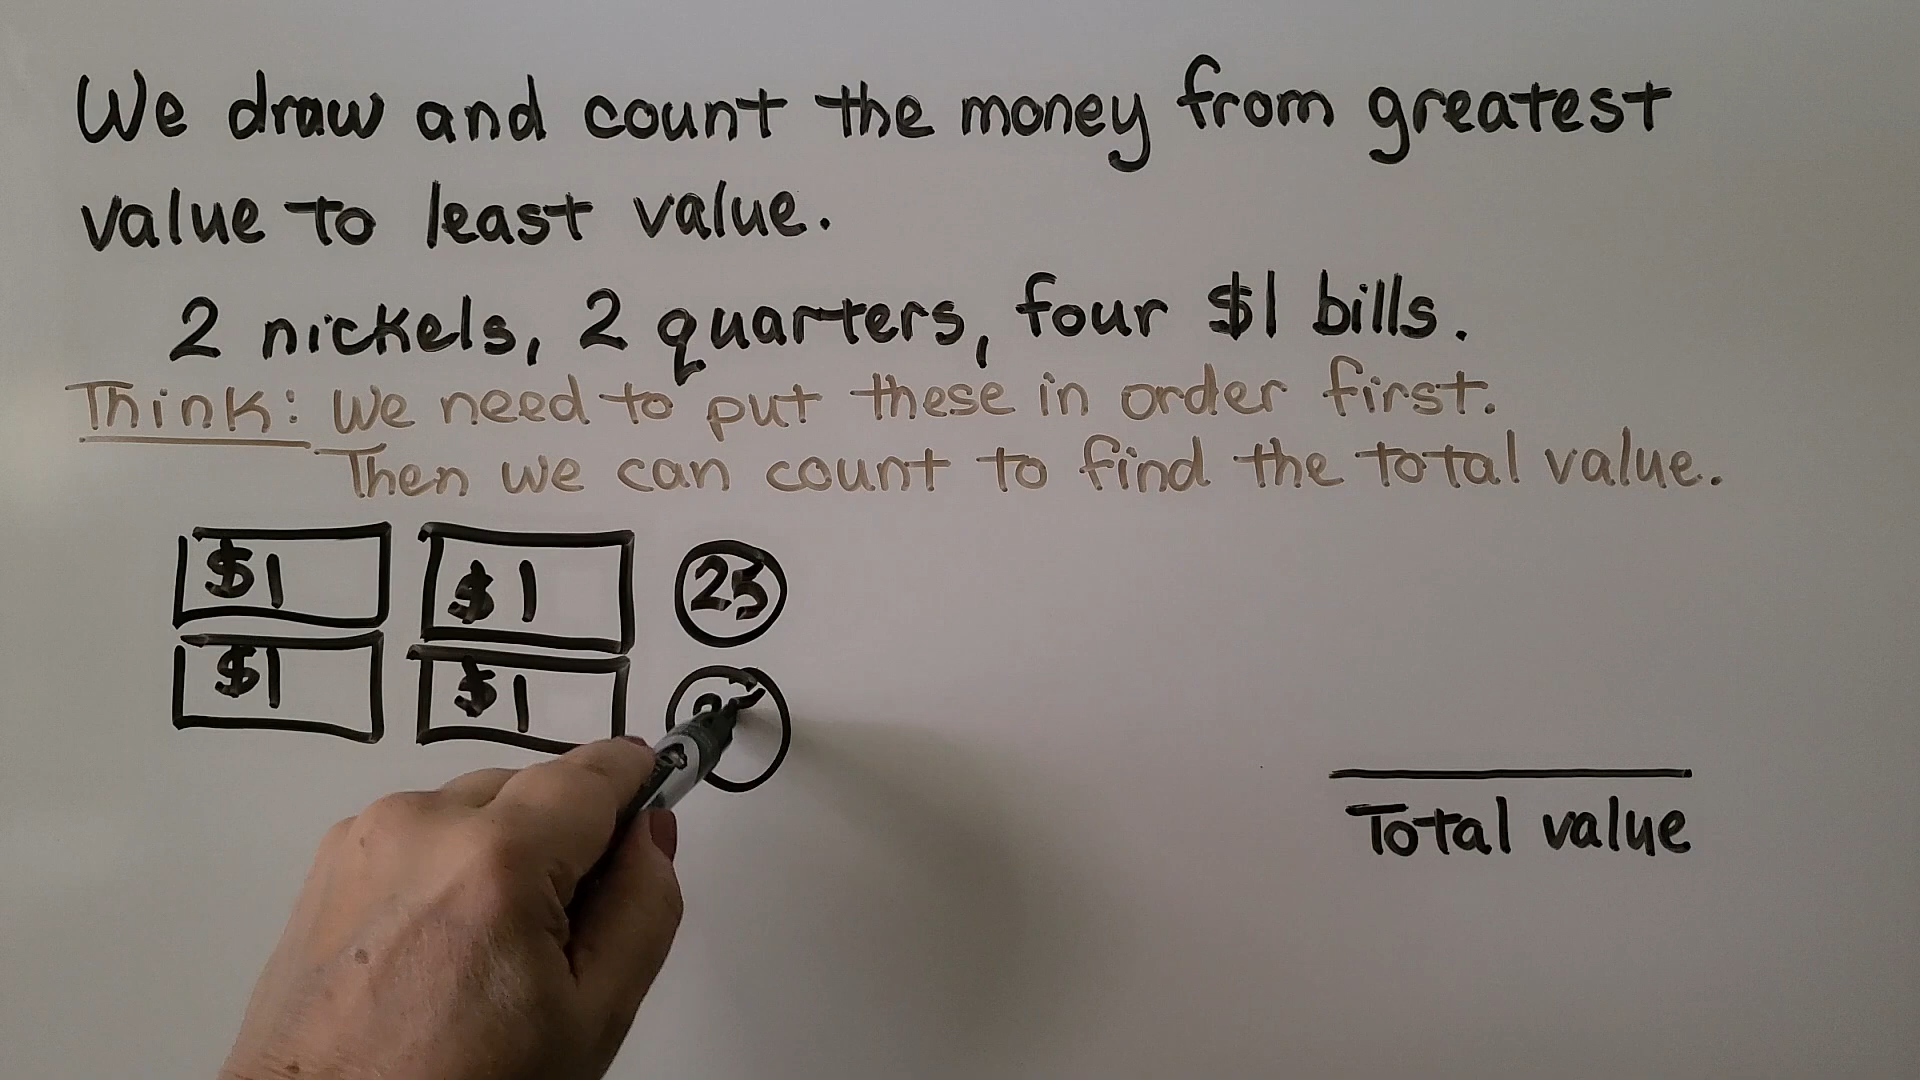 We draw and count the money from greatest
value to least value.
2 nickels, 2 quarters, four $1 bills.
Think: We need to put these in order first.
Then we can count to find the total value.
$1 $1 25
$1 $1
Total value